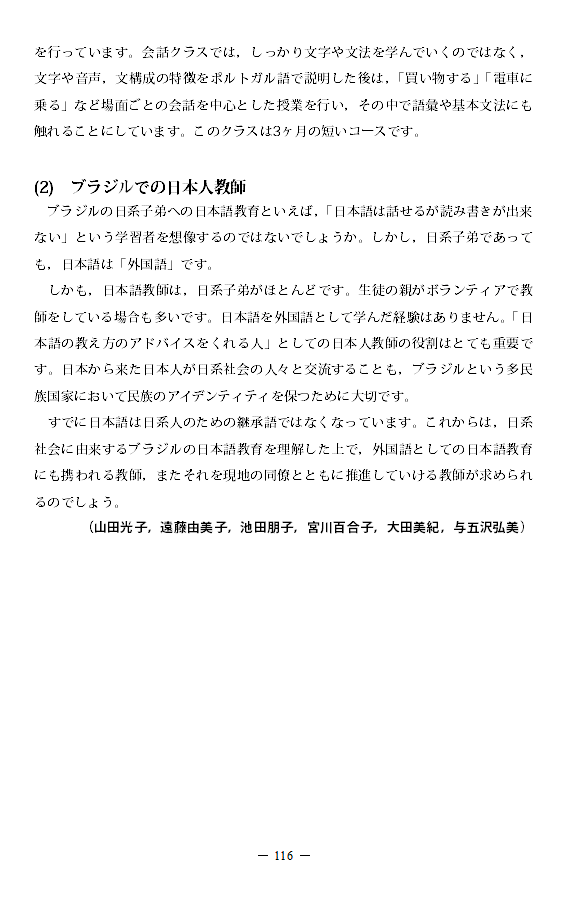 を行っています。会話クラスでは，しっかり文字や文法を学んでいくのではなく，
文字や音声，文構成の特徴をポルトガル語で説明した後は，「買い物する」「電車に
乗る」など場面ごとの会話を中心とした授業を行い，その中で語彙や基本文法にも
触れることにしています。このクラスは3ヶ月の短いコースです。
(2)　ブラジルでの日本人教師
　ブラジルの日系子弟への日本語教育といえば，「日本語は話せるが読み書きが出来
ない」という学習者を想像するのではないでしょうか。しかし，日系子弟であって
も，日本語は「外国語」です。
　しかも，日本語教師は，日系子弟がほとんどです。生徒の親がボランティアで教
師をしている場合も多いです。日本語を外国語として学んだ経験はありません。「日
本語の教え方のアドバイスをくれる人」としての日本人教師の役割はとても重要で
す。日本から来た日本人が日系社会の人々と交流することも，ブラジルという多民
族国家において民族のアイデンティティを保つために大切です。
　すでに日本語は日系人のための継承語ではなくなっています。これからは，日系
社会に由来するブラジルの日本語教育を理解した上で，外国語としての日本語教育
にも携われる教師，またそれを現地の同僚とともに推進していける教師が求められ
るのでしょう。
（山田光子，遠藤由美子，池田朋子，宮川百合子，大田美紀，与五沢弘美）
― 116 ―